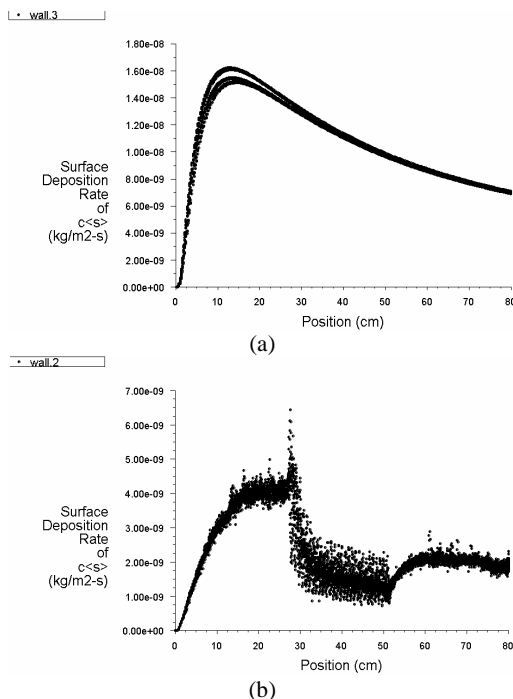 wall.3
1.80e-08
1.60e-08
1.40e-08
1.20e-08
1.00e-08
8.00e-09
6.00e-09
4.00e-09
2.00e-09
0.00e+00
Surface
Deposition
Rate
of
c<s>
(kg/m2-s)
0 10 20 30 40 50 60 70 80
Position (cm)
(a)
wall.2
7.00e-09
6.00e-09
5.00e-09
4.00e-09
3.00e-09
2.00e-09
1.00e-09
0.00e+00
Surface
Deposition
Rate
of
c<s>
(kg/m2-s)
0 10 20 30 40 50 60 70 80
Position (cm)
(b)